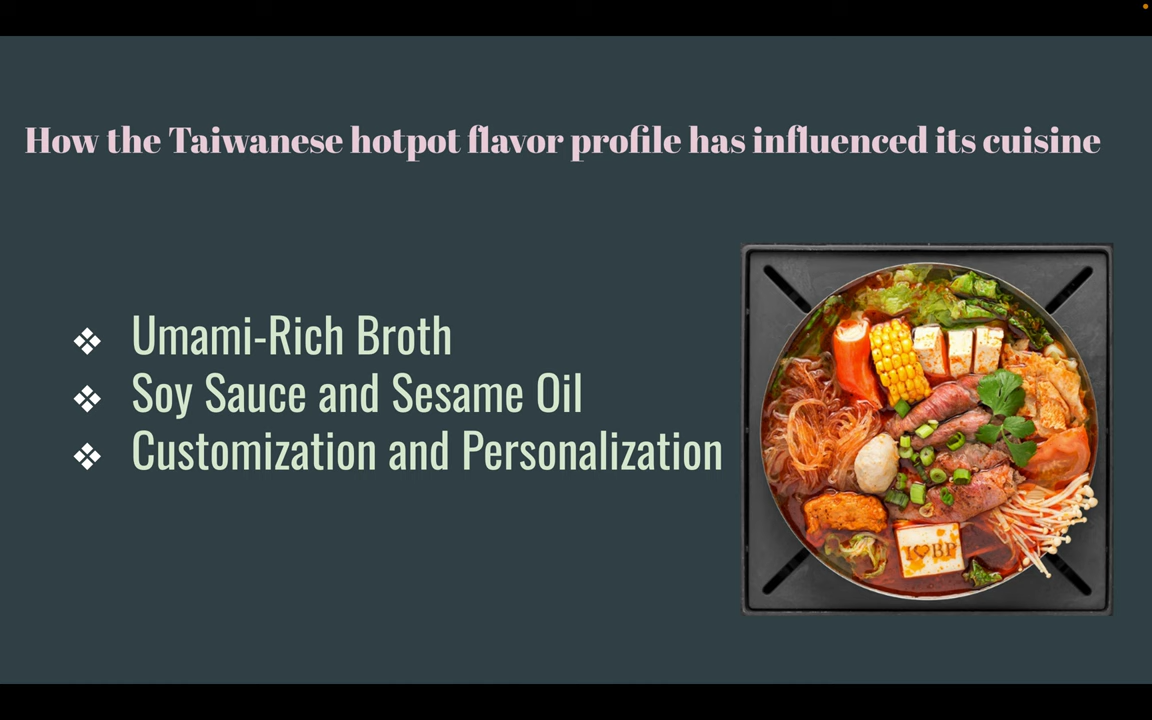 How the Taiwanese hotpot flavor profile has influenced its cuisine
Umami-Rich Broth
Soy Sauce and Sesame Oil
Customization and Personalization
I❤BP